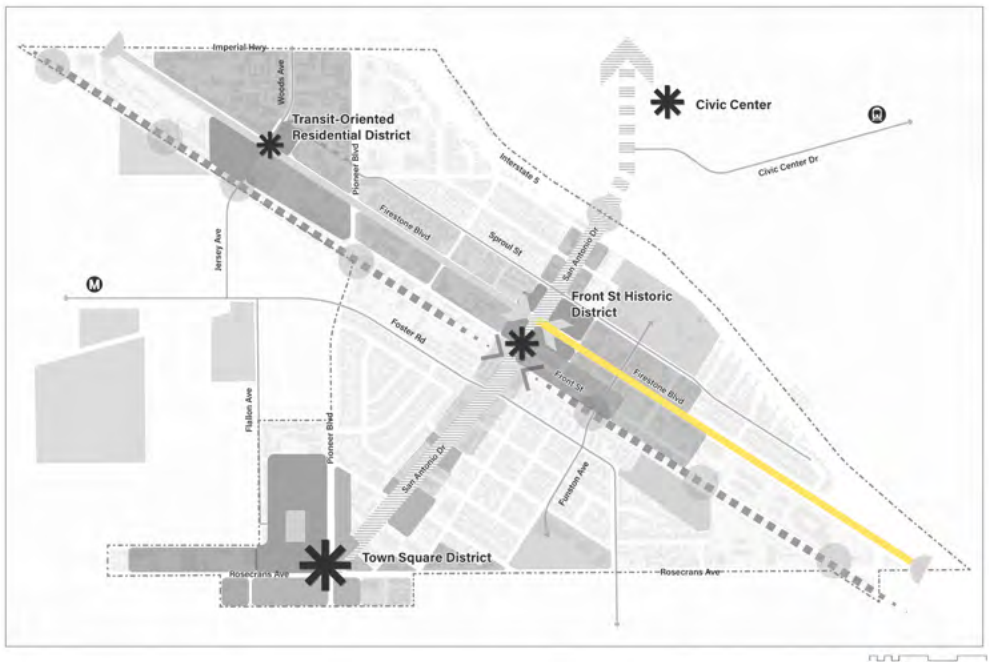 Imperial Hwy
Woods Ave
Civic Center
Transit-Oriented
Residential District
Pioneer Blvd
Interstate 5
Civic Center Dr
Firestone Blvd
Sproul St
San Antonio Dr
Jersey Ave
M
Front St Historic
District
Foster Rd
Front St
Firestone Blvd
Flallon Ave
Pioneer Blvd
San Antonio Dr
Funston Ave
Town Square District
Rosecrans Ave
Rosecrans Ave